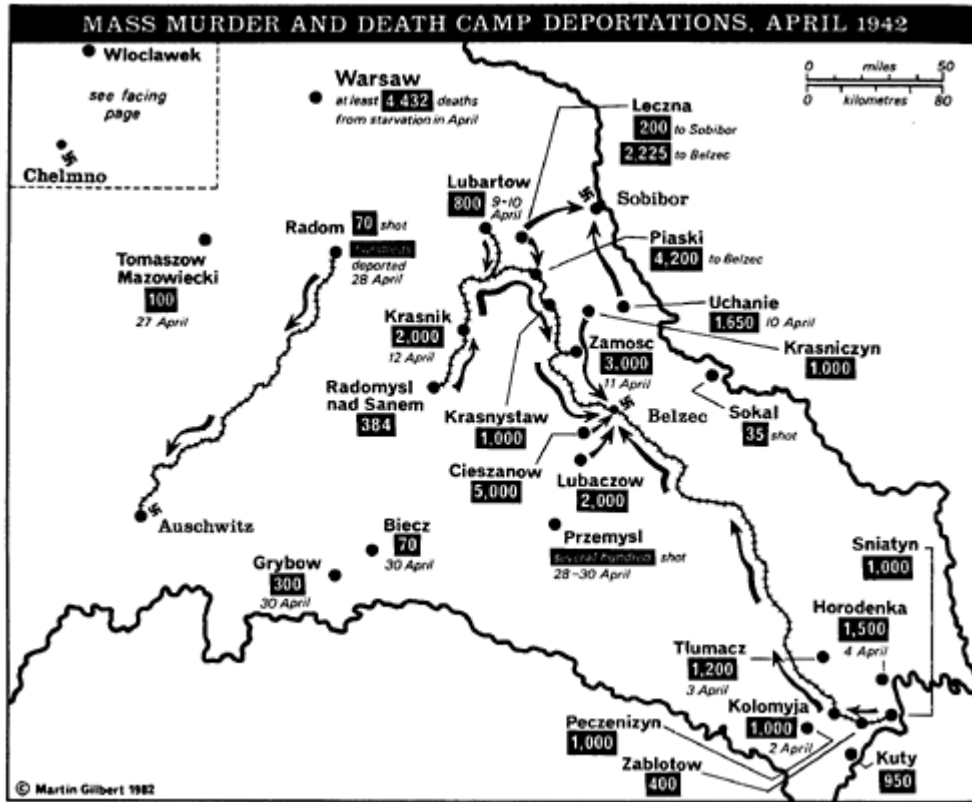 MASS MURDER AND DEATH CAMP DEPORTATIONS, APRIL 1942
Wloclawek
see facing
page
Chelmno
Warsaw
at least 4,432 deaths
from starvation in April
0 miles 50
0 kilometres 80
Leczna
200 to Sobibor
2,225 to Belzec
Lubartow
800 9-10
April
Sobibor
Radom 70 shot
hundreds
deported
28 April
Tomaszow
Mazowiecki
100
27 April
Piaski
4,200 to Belzec
Krasnik
2,000
12 April
Uchanie
1.650 10 April
Zamosc
3,000
11 April
Krasniczyn
1.000
Radomysl
nad Sanem
384
Krasnystaw
1,000
Belzec
Sokal
35 shot
Cieszanow
5,000
Lubaczow
2,000
Auschwitz
Biecz
70
30 April
Grybow
300
30 April
Przemysl
several hundred shot
28-30 April
Sniatyn
1,000
Horodenka
1,500
4 April
Tłumacz
1,200
3 April
Kolomyja
1,000
2 April
Peczenizyn
1,000
Zablotow
400
Kuty
950
© Martin Gilbert 1982